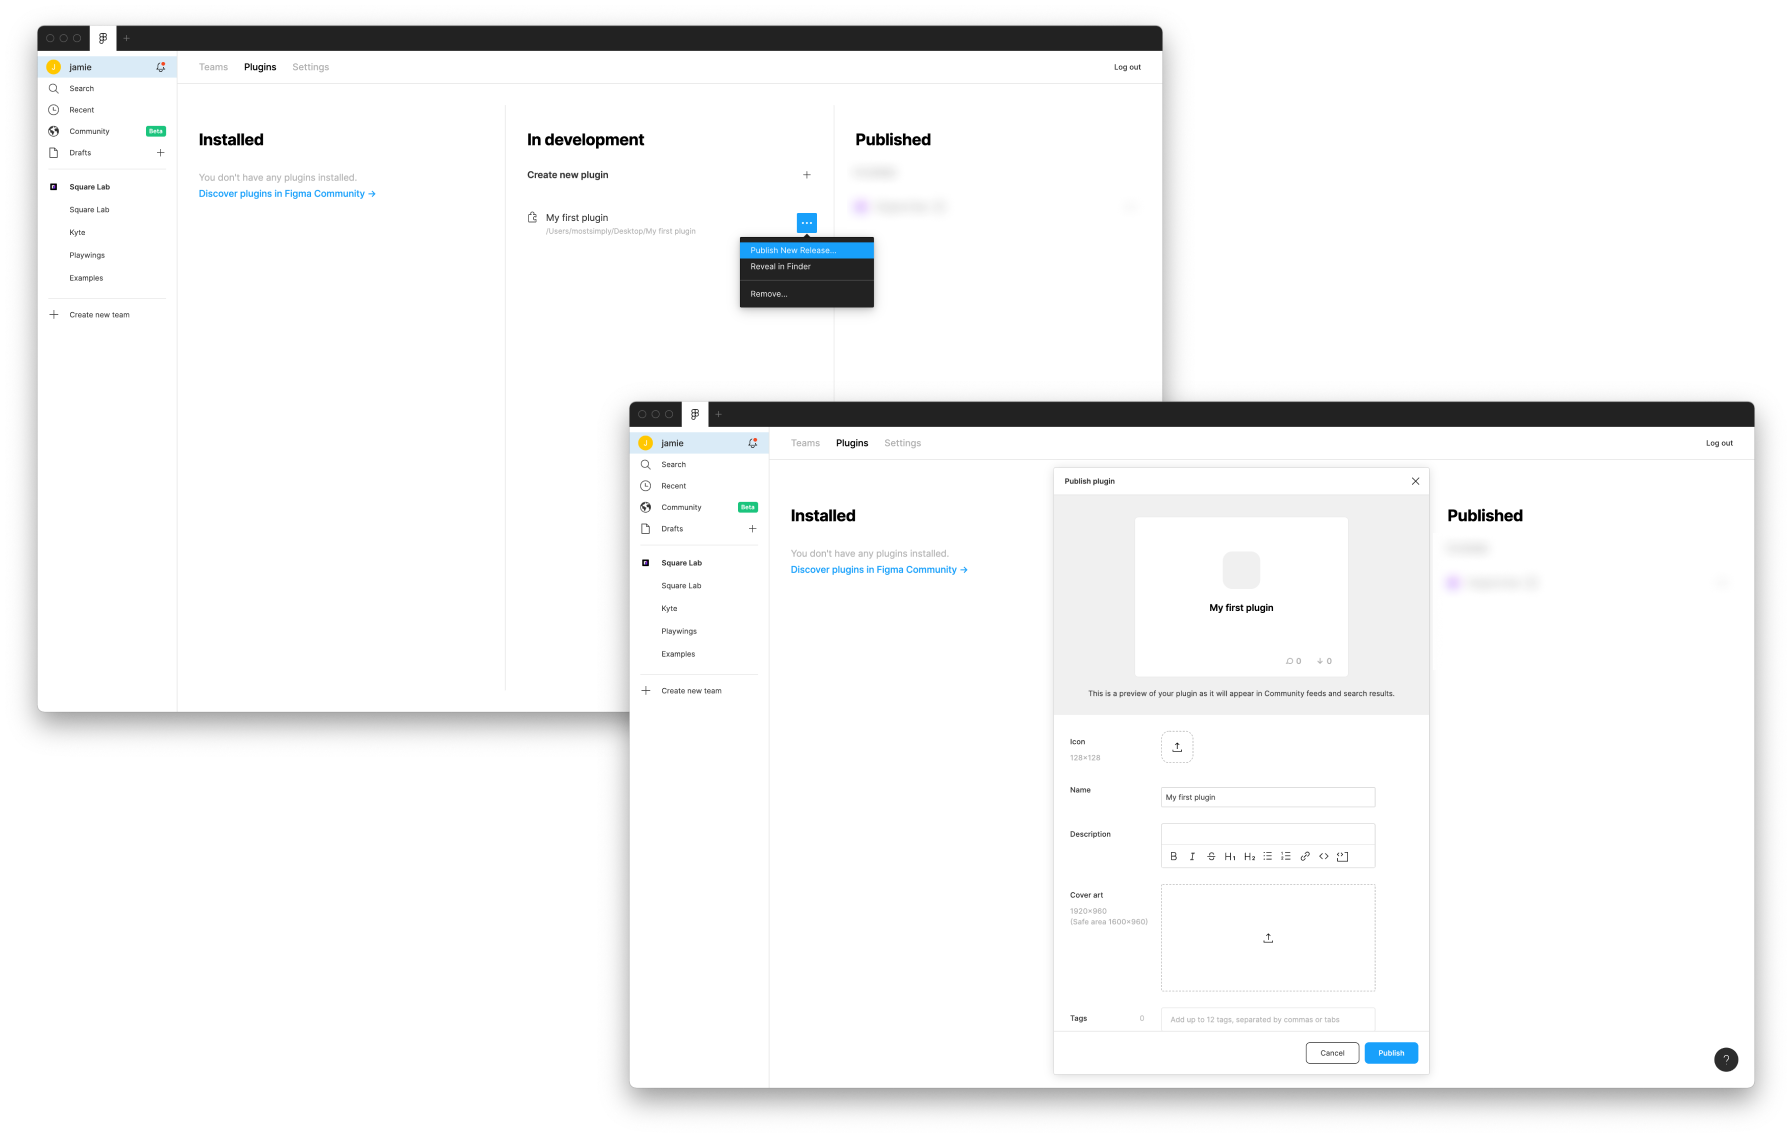 J jamie
Search
Recent
Community Beta
Drafts
Square Lab
Square Lab
Kyte
Playwings
Examples
Create new team
Teams Plugins Settings Log out
Installed
You don't have any plugins installed.
Discover plugins in Figma Community →
In development
Create new plugin
My first plugin
/Users/mostsimply/Desktop/My first plugin
Publish New Release...
Reveal in Finder
Remove...
Published
J jamie
Search
Recent
Community Beta
Drafts
Square Lab
Square Lab
Kyte
Playwings
Examples
Create new team
Teams Plugins Settings Log out
Installed
You don't have any plugins installed.
Discover plugins in Figma Community →
Publish plugin
My first plugin
0 0
This is a preview of your plugin as it will appear in Community feeds and search results.
Icon
128×128
Name
My first plugin
Description
B I S H1 H2
Cover art
1920×960
(Safe area 1600×960)
Tags 0
Add up to 12 tags, separated by commas or tabs
Cancel Publish
Published
?